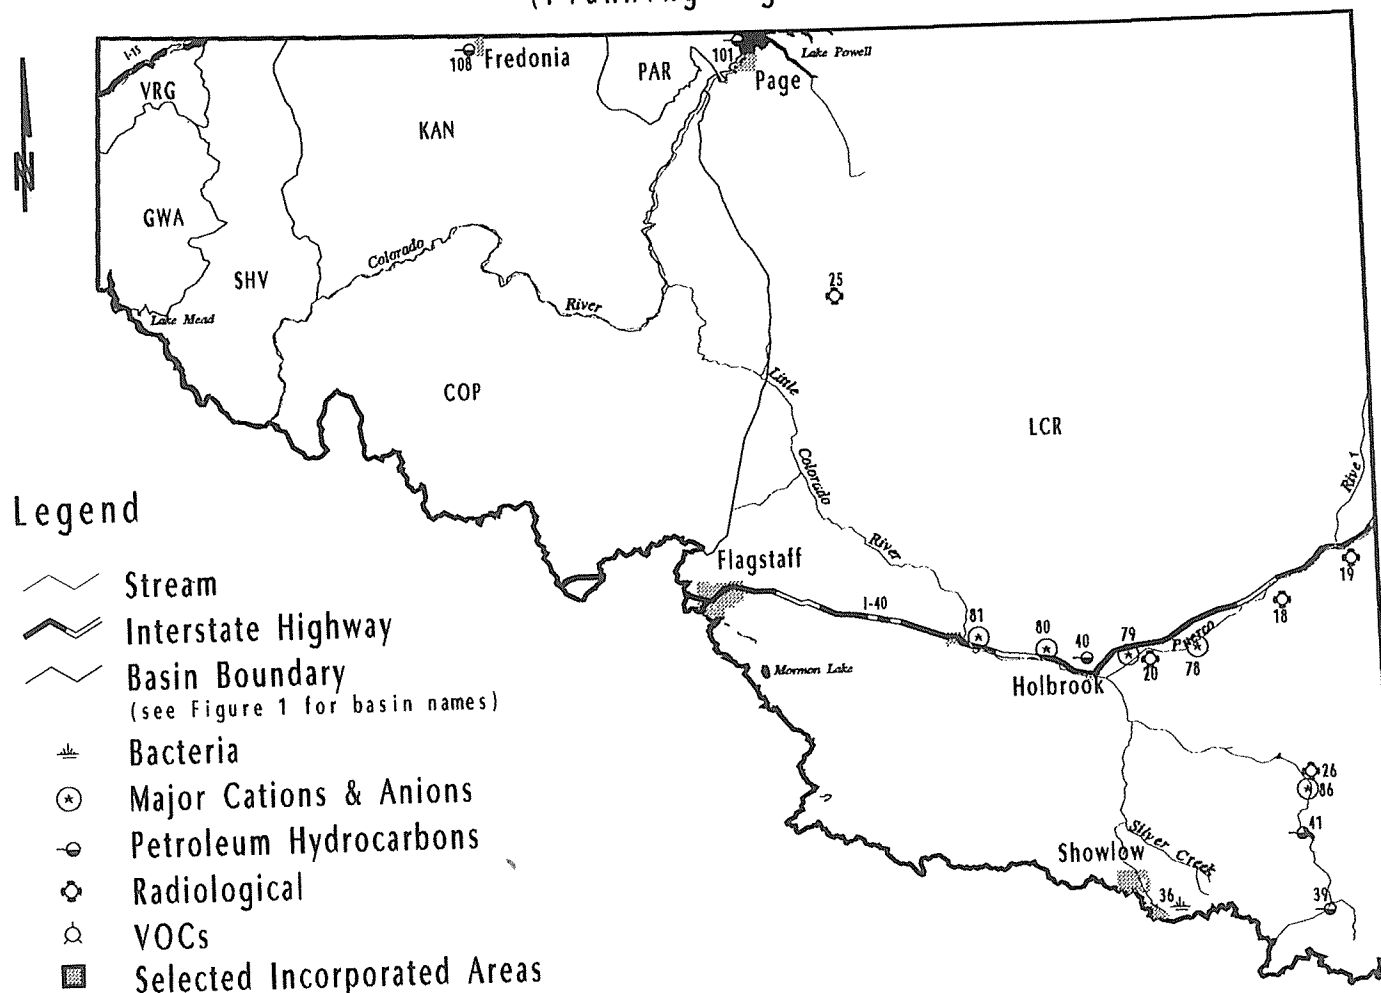 I-15
108
Fredonia
101
Lake Powell
PAR
Page
VRG
KAN
N
GWA
Colorado
River
SHV
25
Lake Mead
COP
Little
LCR
Colorado
River
Legend
Flagstaff
I-40
19
18
81
80
40
79
Puerco
20
78
Holbrook
Mormon Lake
Stream
Interstate Highway
Basin Boundary
(see Figure 1 for basin names)
Bacteria
Major Cations & Anions
Petroleum Hydrocarbons
Radiological
VOCs
Selected Incorporated Areas
26
86
41
Silver Creek
Showlow
36
39